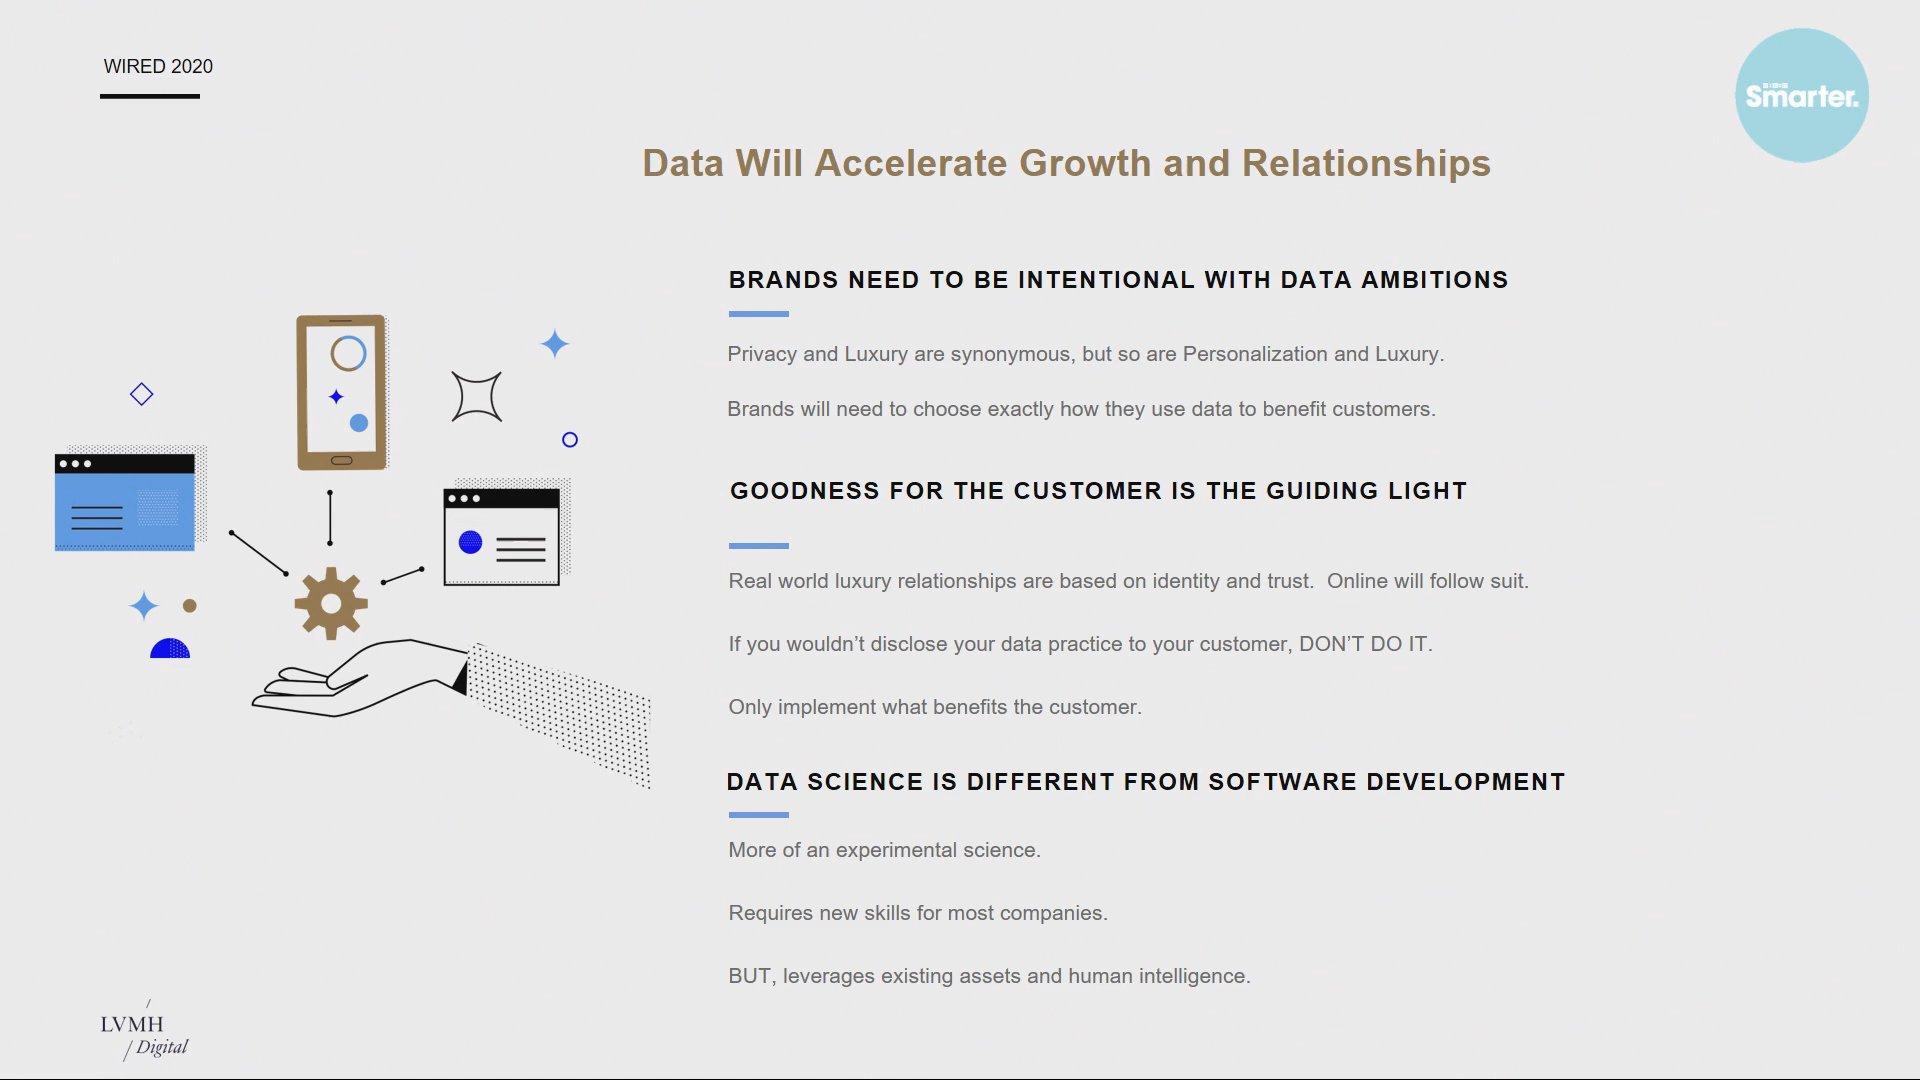 WIRED 2020
Smarter.
Data Will Accelerate Growth and Relationships
BRANDS NEED TO BE INTENTIONAL WITH DATA AMBITIONS
Privacy and Luxury are synonymous, but so are Personalization and Luxury.
Brands will need to choose exactly how they use data to benefit customers.
GOODNESS FOR THE CUSTOMER IS THE GUIDING LIGHT
Real world luxury relationships are based on identity and trust.  Online will follow suit.
If you wouldn’t disclose your data practice to your customer, DON’T DO IT.
Only implement what benefits the customer.
DATA SCIENCE IS DIFFERENT FROM SOFTWARE DEVELOPMENT
More of an experimental science.
Requires new skills for most companies.
BUT, leverages existing assets and human intelligence.
/
LVMH
/ Digital